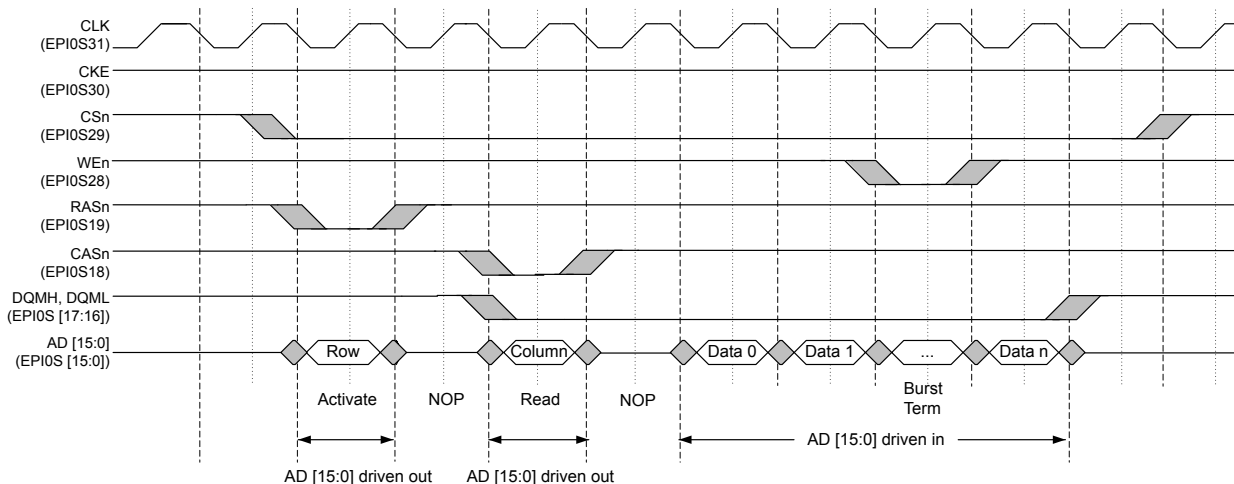 CLK
(EPI0S31)
CKE
(EPI0S30)
CSn
(EPI0S29)
WEn
(EPI0S28)
RASn
(EPI0S19)
CASn
(EPI0S18)
DQMH, DQML
(EPI0S [17:16])
AD [15:0]
(EPI0S [15:0])
Row
Column
Data 0
Data 1
...
Data n
Activate
NOP
Read
NOP
Burst
Term
AD [15:0] driven in
AD [15:0] driven out
AD [15:0] driven out